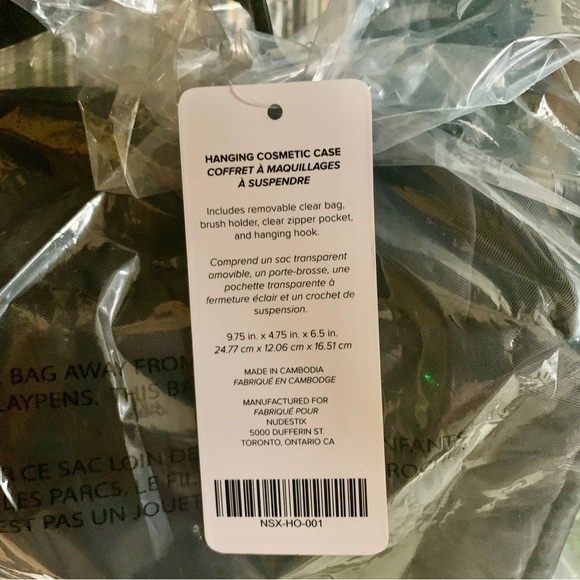 HANGING COSMETIC CASE
COFFRET À MAQUILLAGES
À SUSPENDRE
Includes removable clear bag,
brush holder, clear zipper pocket,
and hanging hook.
Comprend un sac transparent
amovible, un porte-brosse, une
pochette transparente à
fermeture éclair et un crochet de
suspension.
9.75 in. x 4.75 in. x 6.5 in.
24.77 cm x 12.06 cm x 16.51 cm
MADE IN CAMBODIA
FABRIQUÉ EN CAMBODGE
MANUFACTURED FOR
FABRIQUÉ POUR
NUDESTIX
5000 DUFFERIN ST.
TORONTO, ONTARIO CA
NSX-HO-001
BAG AWAY FROM
THIS BA
CE SAC LOIN DE
NFANTS
LES PARCS. LE FIL
EST PAS UN JOUET